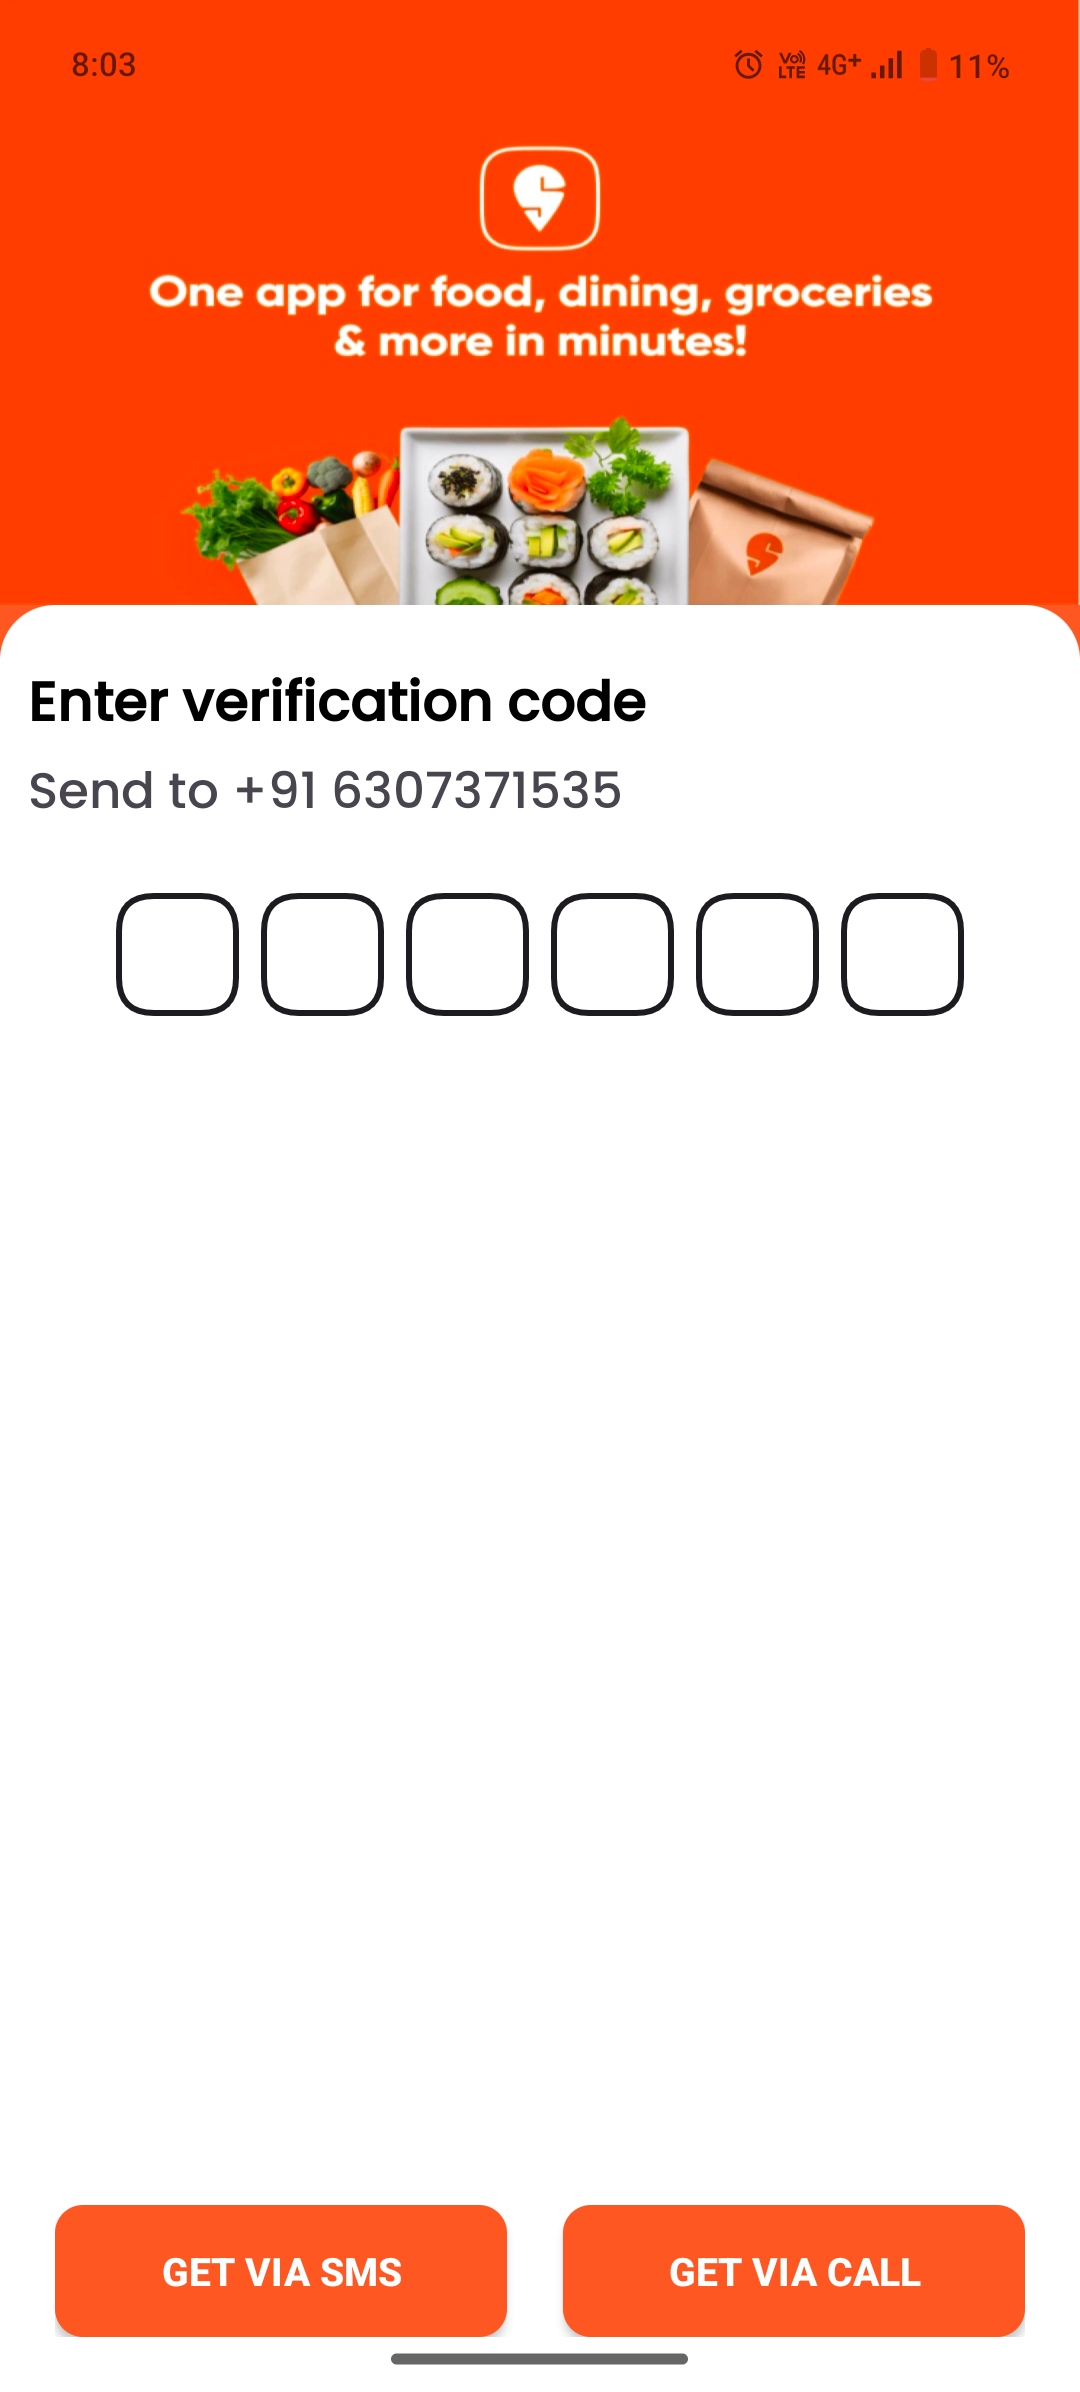 8:03
Vo)) LTE 4G+ 11%
One app for food, dining, groceries
& more in minutes!
Enter verification code
Send to +91 6307371535
GET VIA SMS
GET VIA CALL